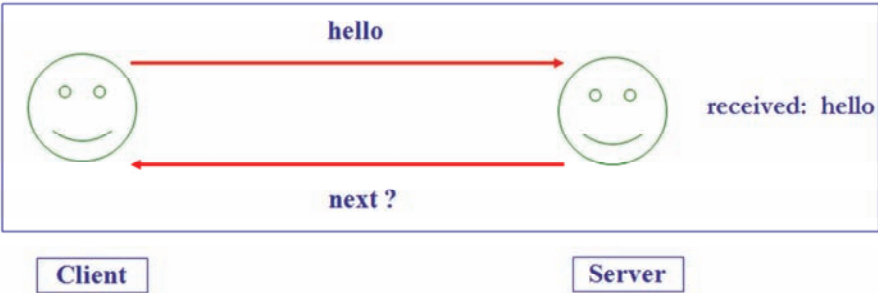 hello
received: hello
next ?
Client
Server